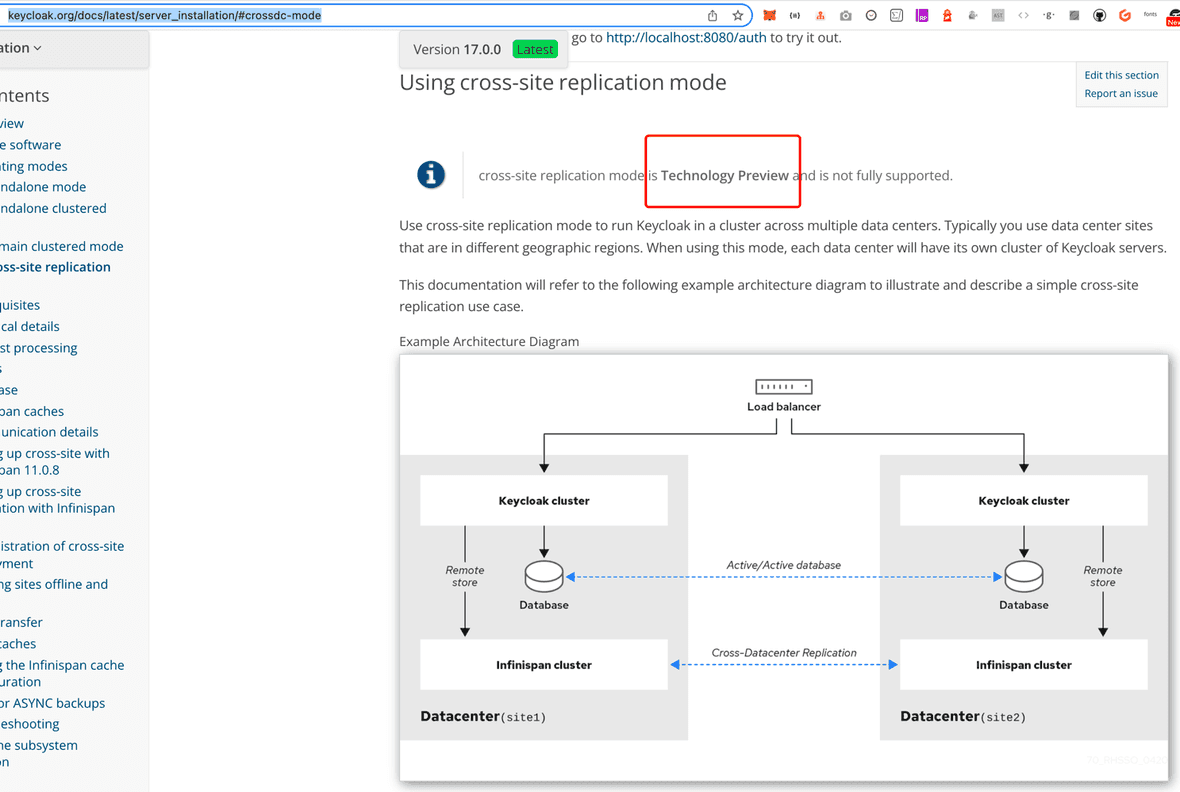 keycloak.org/docs/latest/server_installation/#crossdc-mode
fonts
New
ation
Version 17.0.0 Latest
go to http://localhost:8080/auth to try it out.
ntents
view
e software
ating modes
ndalone mode
ndalone clustered
main clustered mode
oss-site replication
quisites
ical details
st processing
s
ase
pan caches
unication details
g up cross-site with
pan 11.0.8
g up cross-site
ation with Infinispan
istration of cross-site
yment
ng sites offline and
transfer
caches
g the Infinispan cache
uration
or ASYNC backups
eshooting
he subsystem
on
Using cross-site replication mode
Edit this section
Report an issue
cross-site replication mode is Technology Preview and is not fully supported.
Use cross-site replication mode to run Keycloak in a cluster across multiple data centers. Typically you use data center sites
that are in different geographic regions. When using this mode, each data center will have its own cluster of Keycloak servers.
This documentation will refer to the following example architecture diagram to illustrate and describe a simple cross-site
replication use case.
Example Architecture Diagram
Load balancer
Keycloak cluster
Keycloak cluster
Active/Active database
Remote
store
Database
Database
Remote
store
Cross-Datacenter Replication
Infinispan cluster
Infinispan cluster
Datacenter(site1)
Datacenter(site2)